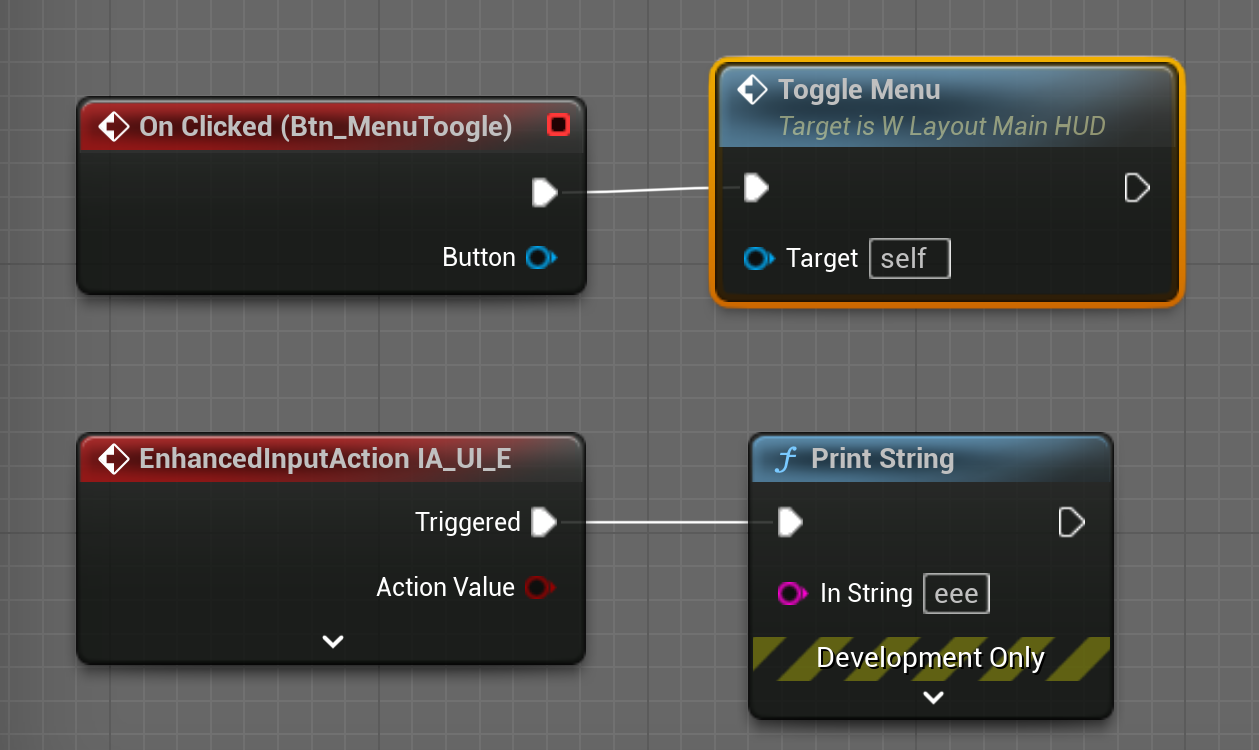 On Clicked (Btn_MenuToogle)
Button
Toggle Menu
Target is W Layout Main HUD
Target self
EnhancedInputAction IA_UI_E
Triggered
Action Value
Print String
In String eee
Development Only